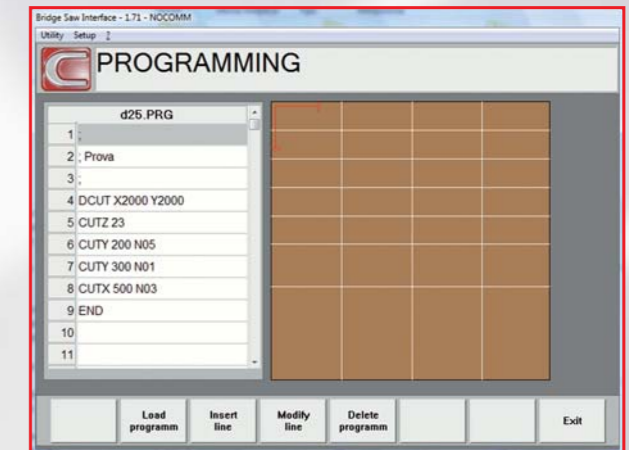 Bridge Saw Interface - 1.71 - NOCOMM
Utility Setup ?
C PROGRAMMING
d25.PRG
1 ;
2 ; Prova
3 ;
4 DCUT X2000 Y2000
5 CUTZ 23
6 CUTY 200 N05
7 CUTY 300 N01
8 CUTX 500 N03
9 END
10
11
Load programm
Insert line
Modify line
Delete programm
Exit